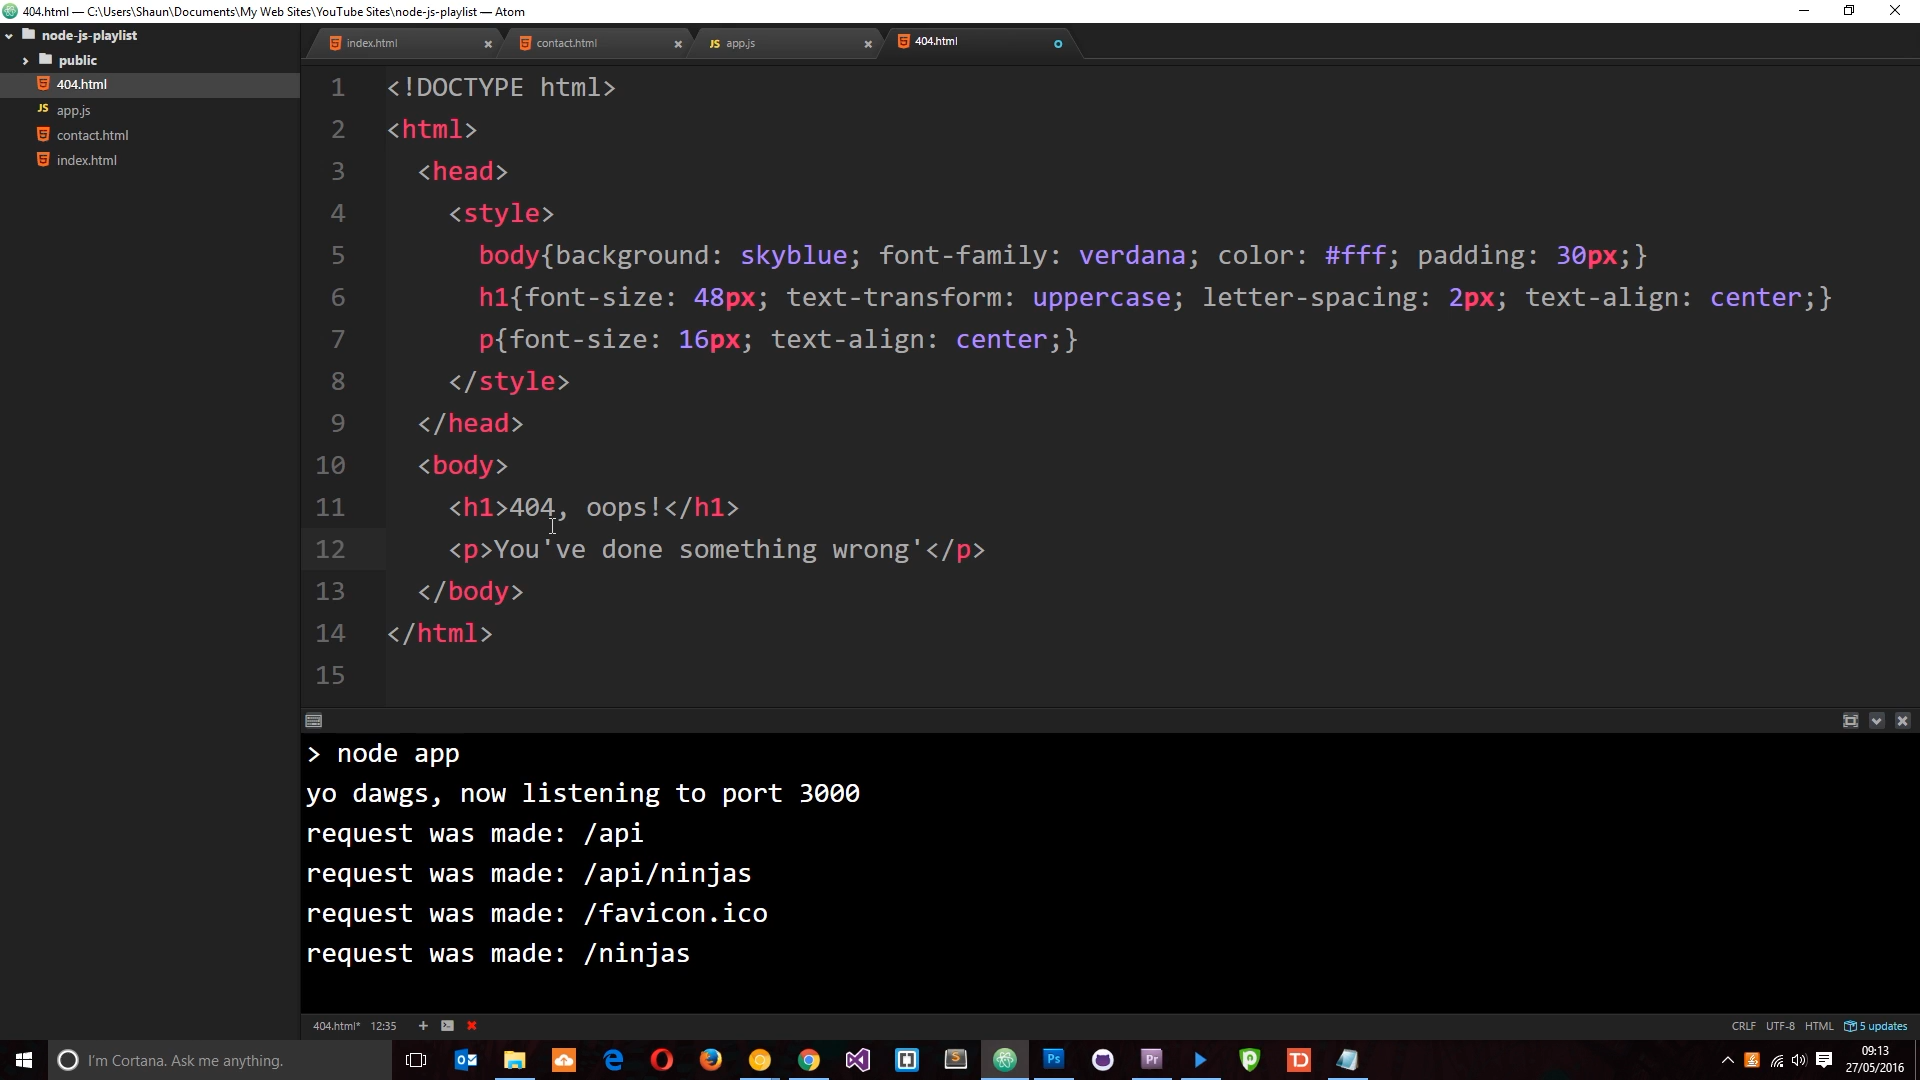 404.html — C:\Users\Shaun\Documents\My Web Sites\YouTube Sites\node-js-playlist — Atom
node-js-playlist
public
404.html
app.js
contact.html
index.html
index.html
contact.html
JS app.js
404.html
1 <!DOCTYPE html>
2 <html>
3 <head>
4 <style>
5 body{background: skyblue; font-family: verdana; color: #fff; padding: 30px;}
6 h1{font-size: 48px; text-transform: uppercase; letter-spacing: 2px; text-align: center;}
7 p{font-size: 16px; text-align: center;}
8 </style>
9 </head>
10 <body>
11 <h1>404, oops!</h1>
12 <p>You've done something wrong'</p>
13 </body>
14 </html>
15
> node app
yo dawgs, now listening to port 3000
request was made: /api
request was made: /api/ninjas
request was made: /favicon.ico
request was made: /ninjas
404.html* 12:35
CRLF UTF-8 HTML 5 updates
I'm Cortana. Ask me anything.
09:13
27/05/2016